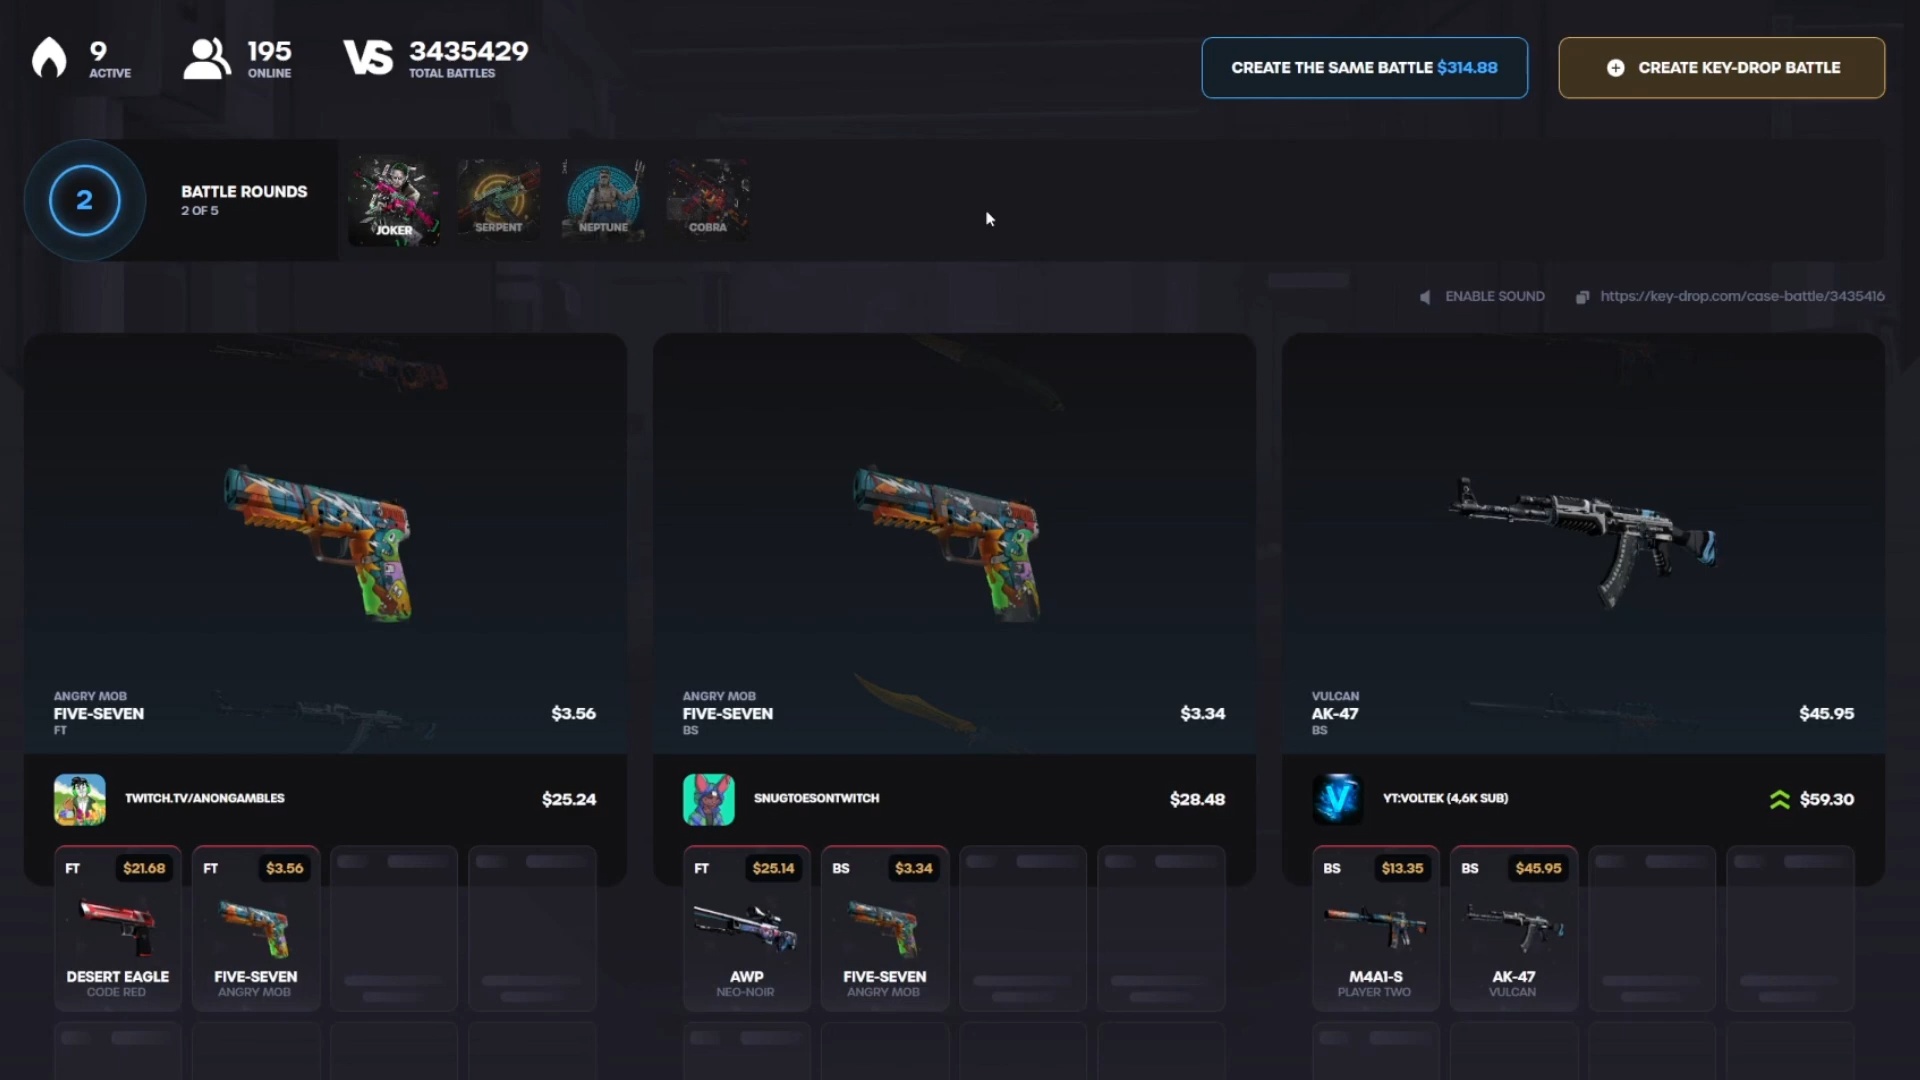 9
ACTIVE
195
ONLINE
VS
3435429
TOTAL BATTLES
CREATE THE SAME BATTLE $314.88
CREATE KEY-DROP BATTLE
2
BATTLE ROUNDS
2 OF 5
JOKER
SERPENT
NEPTUNE
COBRA
ENABLE SOUND
https://key-drop.com/case-battle/3435416
ANGRY MOB
FIVE-SEVEN
FT
$3.56
ANGRY MOB
FIVE-SEVEN
BS
$3.34
VULCAN
AK-47
BS
$45.95
TWITCH.TV/ANONGAMBLES
$25.24
SNUGTOESONTWITCH
$28.48
V
YT:VOLTEK (4,6K SUB)
$59.30
FT
$21.68
DESERT EAGLE
CODE RED
FT
$3.56
FIVE-SEVEN
ANGRY MOB
FT
$25.14
AWP
NEO-NOIR
BS
$3.34
FIVE-SEVEN
ANGRY MOB
BS
$13.35
M4A1-S
PLAYER TWO
BS
$45.95
AK-47
VULCAN